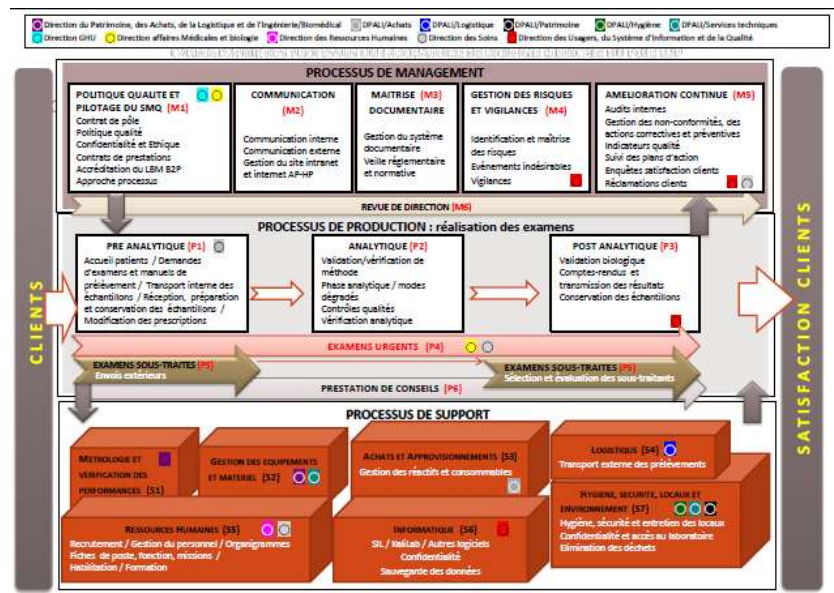 Direction du Patrimoine, des Achats, de la Logistique et de l'Ingénierie/Biomédical DPALI/Achats DPALI/Logistique DPALI/Patrimoine DPALI/Hygiène DPALI/Services techniques
Direction GHU Direction affaires Médicales et biologie Direction des Ressources Humaines Direction des Soins Direction des Usagers, du Système d'Information et de la Qualité
CLIENTS
PROCESSUS DE MANAGEMENT
POLITIQUE QUALITE ET
PILOTAGE DU SMQ (M1)
Contrat de pôle
Politique qualité
Confidentialité et Ethique
Contrats de prestations
Accréditation du LBM B2P
Approche processus
COMMUNICATION
(M2)
Communication interne
Communication externe
Gestion du site intranet
et internet AP-HP
MAITRISE (M3)
DOCUMENTAIRE
Gestion du système
documentaire
Veille réglementaire
et normative
GESTION DES RISQUES
ET VIGILANCES (M4)
Identification et maîtrise
des risques
Evénements indésirables
Vigilances
AMELIORATION CONTINUE (M5)
Audits internes
Gestion des non-conformités, des
actions correctives et préventives
Indicateurs qualité
Suivi des plans d'action
Enquêtes satisfaction clients
Réclamations clients
REVUE DE DIRECTION (M6)
PROCESSUS DE PRODUCTION : réalisation des examens
PRE ANALYTIQUE (P1)
Accueil patients / Demandes
d'examens et manuels de
prélèvement / Transport interne des
échantillons / Réception, préparation
et conservation des échantillons /
Modification des prescriptions
ANALYTIQUE (P2)
Validation/vérification de
méthode
Phase analytique / modes
dégradés
Contrôles qualités
Vérification analytique
POST ANALYTIQUE (P3)
Validation biologique
Comptes-rendus et
transmission des résultats
Conservation des échantillons
EXAMENS URGENTS (P4)
EXAMENS SOUS-TRAITES (P5)
Envois extérieurs
EXAMENS SOUS-TRAITES (P5)
Sélection et évaluation des sous-traitants
PRESTATION DE CONSEILS (P6)
PROCESSUS DE SUPPORT
METROLOGIE ET
VERIFICATION DES
PERFORMANCES (S1)
GESTION DES EQUIPEMENTS
ET MATERIEL (S2)
ACHATS ET APPROVISIONNEMENTS (S3)
Gestion des réactifs et consommables
LOGISTIQUE (S4)
Transport externe des prélèvements
RESSOURCES HUMAINES (S5)
Recrutement / Gestion du personnel / Organigrammes
Fiches de poste, fonction, missions /
Habilitation / Formation
INFORMATIQUE (S6)
SIL / KaliLab / Autres logiciels
Confidentialité
Sauvegarde des données
HYGIENE, SECURITE, LOCAUX ET
ENVIRONNEMENT (S7)
Hygiène, sécurité et entretien des locaux
Confidentialité et accès au laboratoire
Elimination des déchets
SATISFACTION CLIENTS